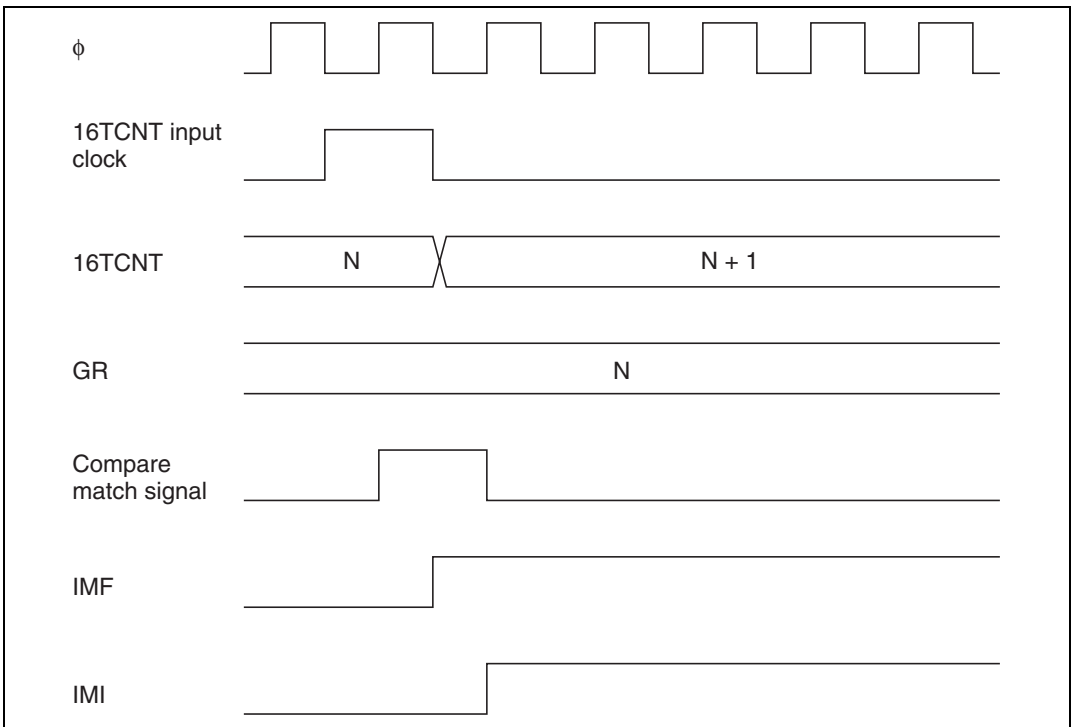 ϕ
16TCNT input
clock
16TCNT
N
N + 1
GR
N
Compare
match signal
IMF
IMI